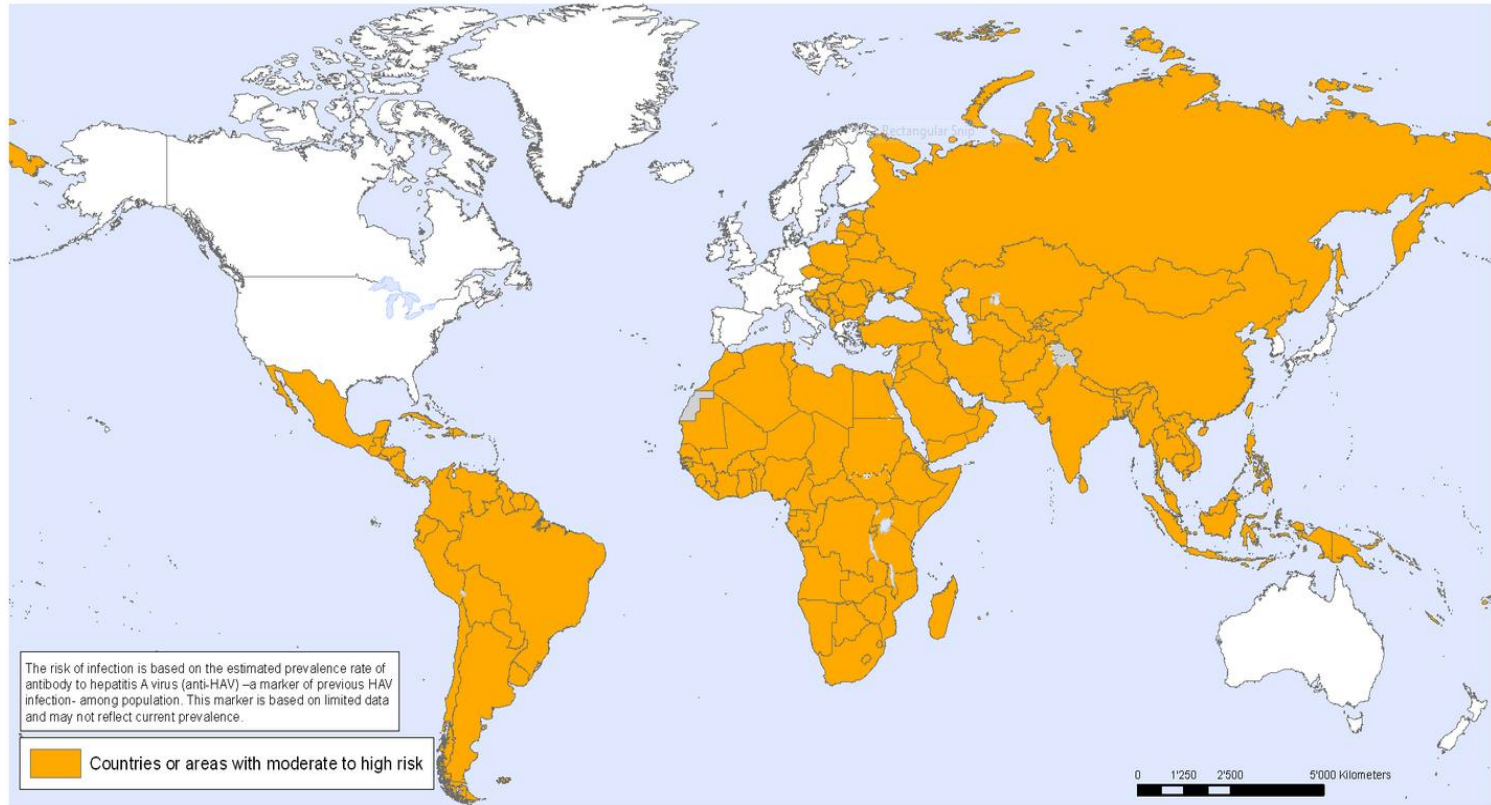 Rectangular Snip
The risk of infection is based on the estimated prevalence rate of
antibody to hepatitis A virus (anti-HAV) –a marker of previous HAV
infection- among population. This marker is based on limited data
and may not reflect current prevalence.
Countries or areas with moderate to high risk
0 1'250 2'500 5'000 Kilometers